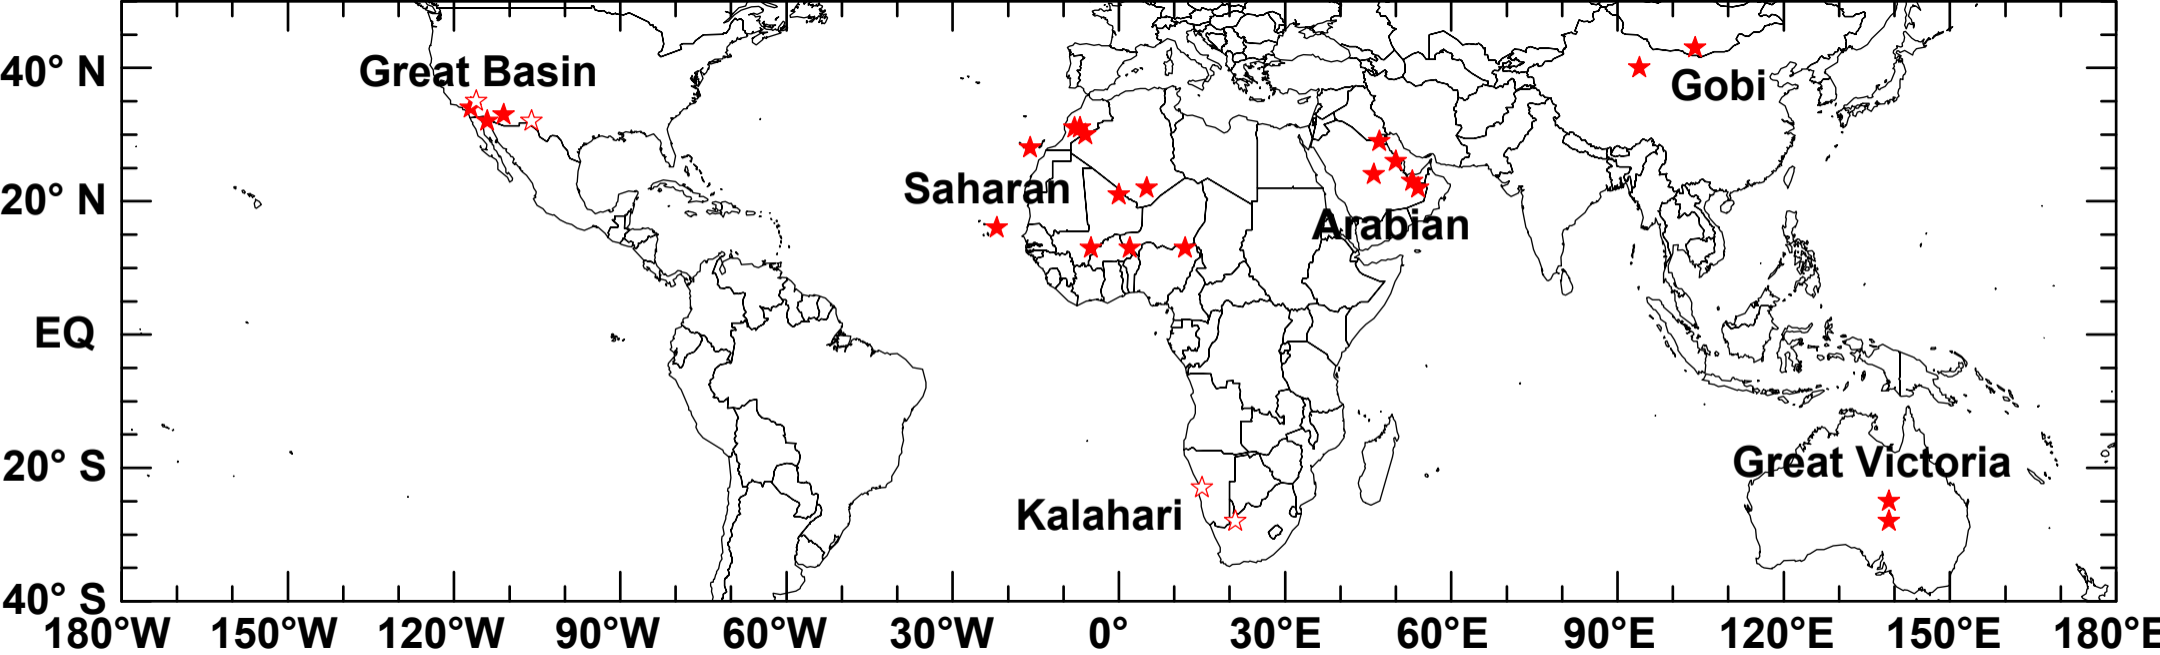 40° N
Great Basin
Gobi
Saharan
20° N
Arabian
EQ
20° S
Great Victoria
Kalahari
40° S
180°W 150°W 120°W 90°W 60°W 30°W 0° 30°E 60°E 90°E 120°E 150°E 180°E